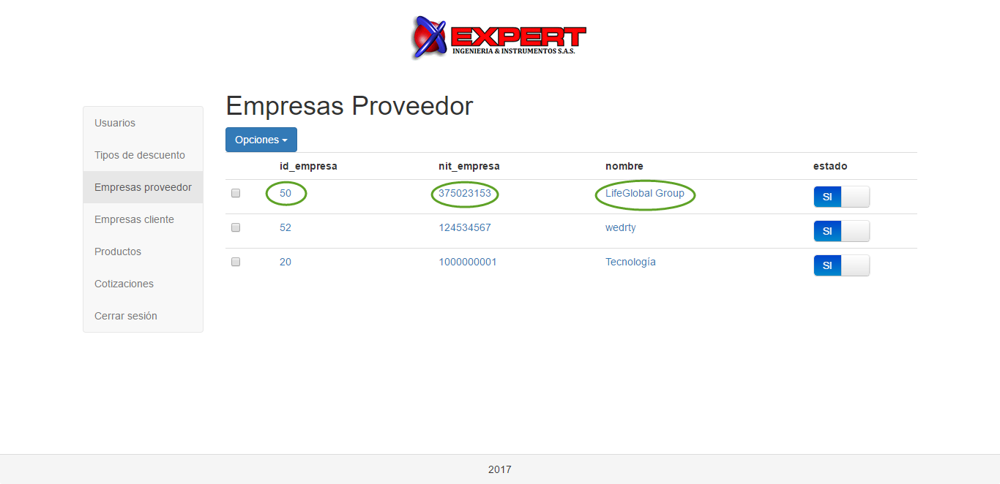 EXPERT
INGENIERIA & INSTRUMENTOS S.A.S.
Empresas Proveedor
Usuarios
Tipos de descuento
Empresas proveedor
Empresas cliente
Productos
Cotizaciones
Cerrar sesión
Opciones
id_empresa nit_empresa nombre estado
50 375023153 LifeGlobal Group SI
52 124534567 wedrty SI
20 1000000001 Tecnología SI
2017